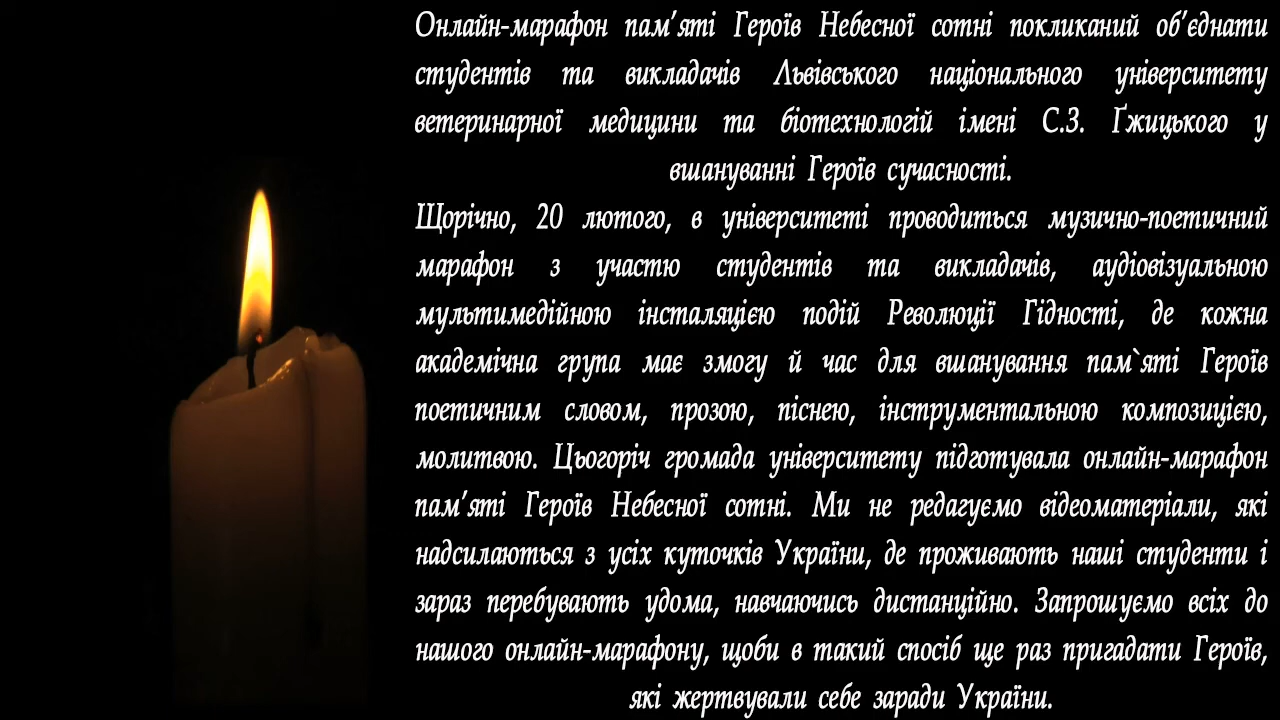 Онлайн-марафон пам’яті Героїв Небесної сотні покликаний об’єднати
студентів та викладачів Львівського національного університету
ветеринарної медицини та біотехнологій імені С.З. Ґжицького у
вшануванні Героїв сучасності.
Щорічно, 20 лютого, в університеті проводиться музично-поетичний
марафон з участю студентів та викладачів, аудіовізуальною
мультимедійною інсталяцією подій Революції Гідності, де кожна
академічна група має змогу й час для вшанування пам`яті Героїв
поетичним словом, прозою, піснею, інструментальною композицією,
молитвою. Цьогоріч громада університету підготувала онлайн-марафон
пам’яті Героїв Небесної сотні. Ми не редагуємо відеоматеріали, які
надсилаються з усіх куточків України, де проживають наші студенти і
зараз перебувають удома, навчаючись дистанційно. Запрошуємо всіх до
нашого онлайн-марафону, щоби в такий спосіб ще раз пригадати Героїв,
які жертвували себе заради України.